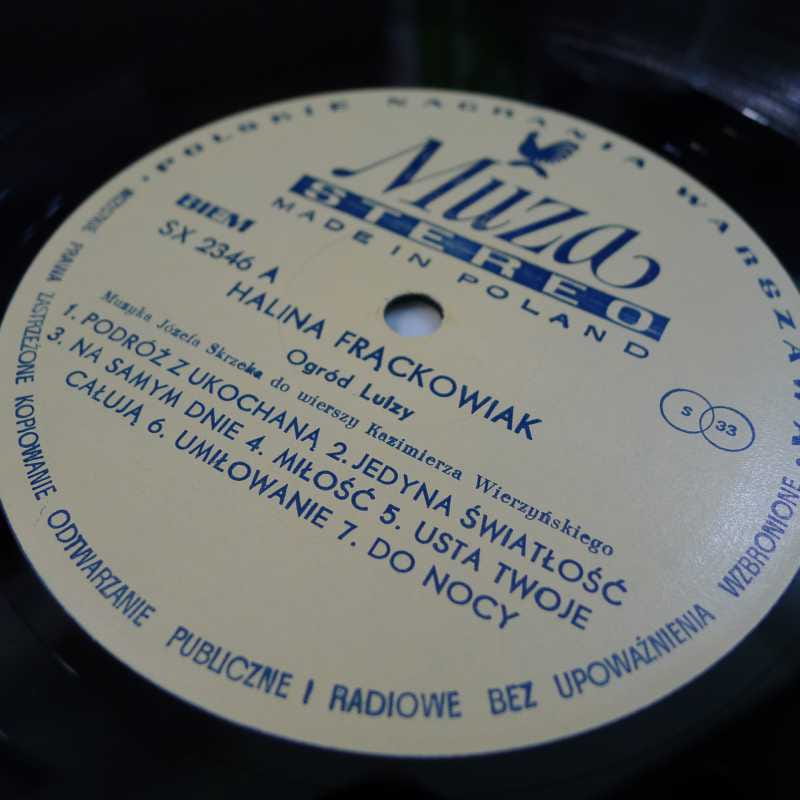 POLSKIE NAGRANIA WARSZAWA
Muza
STEREO
MADE IN POLAND
BIEM
SX 2346 A
HALINA FRĄCKOWIAK
Ogród Luizy
Muzyka Józefa Skrzeka do wierszy Kazimierza Wierzyńskiego
1. PODRÓŻ Z UKOCHANĄ 2. JEDYNA ŚWIATŁOŚĆ
3. NA SAMYM DNIE 4. MIŁOŚĆ 5. USTA TWOJE
CAŁUJĄ 6. UMIŁOWANIE 7. DO NOCY
S 33
WSZELKIE PRAWA ZASTRZEŻONE KOPIOWANIE ODTWARZANIE PUBLICZNE I RADIOWE BEZ UPOWAŻNIENIA WZBRONIONE